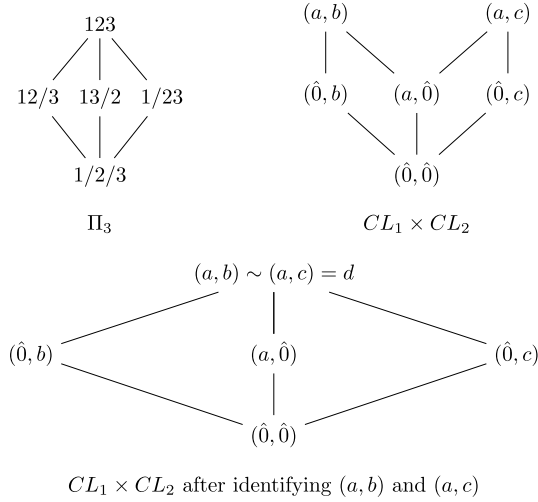 123
(a, b) (a, c)
12/3 13/2 1/23
(0̂, b) (a, 0̂) (0̂, c)
1/2/3
(0̂, 0̂)
Π₃
CL₁ × CL₂
(a, b) ∼ (a, c) = d
(0̂, b) (a, 0̂) (0̂, c)
(0̂, 0̂)
CL₁ × CL₂ after identifying (a, b) and (a, c)